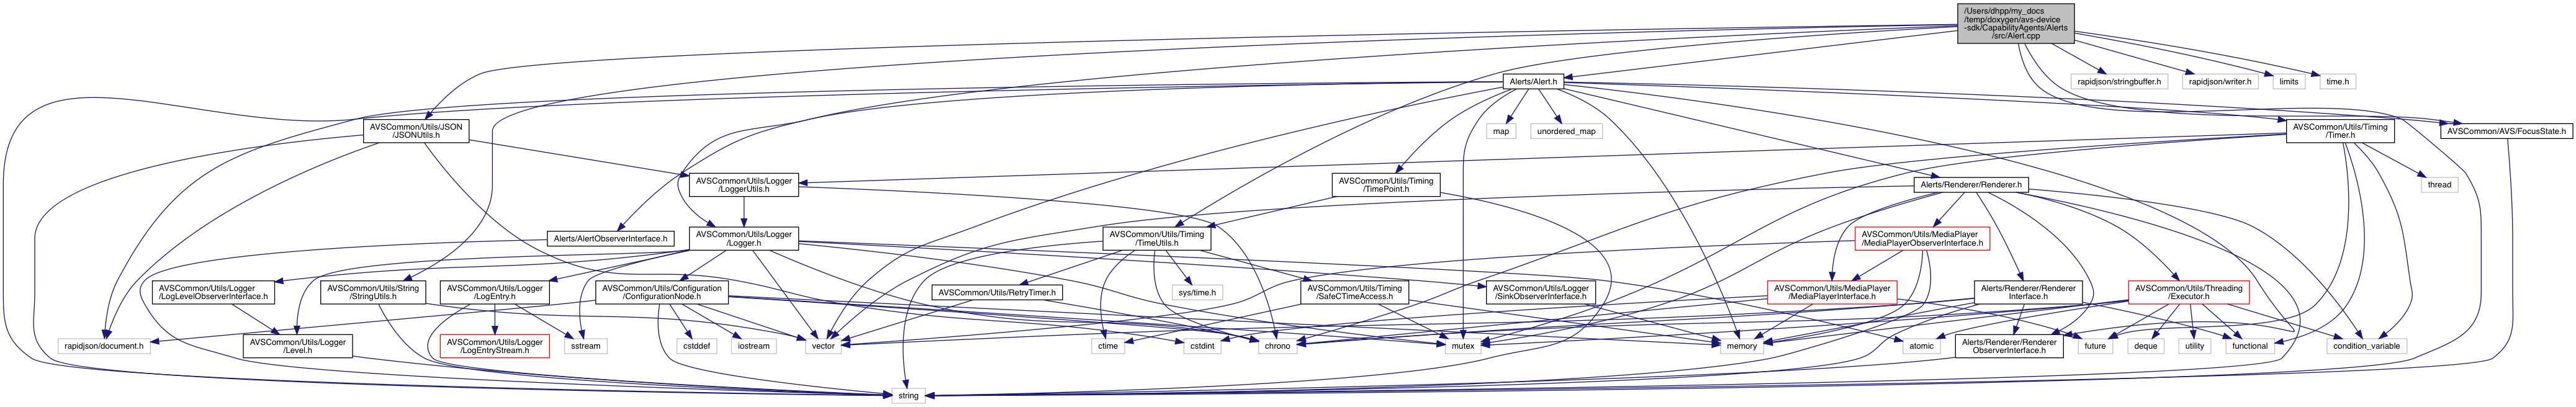 /Users/dhpp/my_docs
/temp/doxygen/avs-device
-sdk/CapabilityAgents/Alerts
/src/Alert.cpp
Alerts/Alert.h
rapidjson/stringbuffer.h
rapidjson/writer.h
limits
time.h
AVSCommon/Utils/JSON
/JSONUtils.h
map
unordered_map
AVSCommon/Utils/Timing
/Timer.h
AVSCommon/AVS/FocusState.h
AVSCommon/Utils/Logger
/LoggerUtils.h
AVSCommon/Utils/Timing
/TimePoint.h
Alerts/Renderer/Renderer.h
thread
Alerts/AlertObserverInterface.h
AVSCommon/Utils/Logger
/Logger.h
AVSCommon/Utils/Timing
/TimeUtils.h
AVSCommon/Utils/MediaPlayer
/MediaPlayerObserverInterface.h
AVSCommon/Utils/Logger
/LogLevelObserverInterface.h
AVSCommon/Utils/String
/StringUtils.h
AVSCommon/Utils/Logger
/LogEntry.h
AVSCommon/Utils/Configuration
/ConfigurationNode.h
AVSCommon/Utils/RetryTimer.h
sys/time.h
AVSCommon/Utils/Timing
/SafeCTimeAccess.h
AVSCommon/Utils/Logger
/SinkObserverInterface.h
AVSCommon/Utils/MediaPlayer
/MediaPlayerInterface.h
Alerts/Renderer/Renderer
Interface.h
AVSCommon/Utils/Threading
/Executor.h
rapidjson/document.h
AVSCommon/Utils/Logger
/Level.h
AVSCommon/Utils/Logger
/LogEntryStream.h
sstream
cstddef
iostream
vector
ctime
cstdint
chrono
mutex
memory
atomic
Alerts/Renderer/Renderer
ObserverInterface.h
future
deque
utility
functional
condition_variable
string